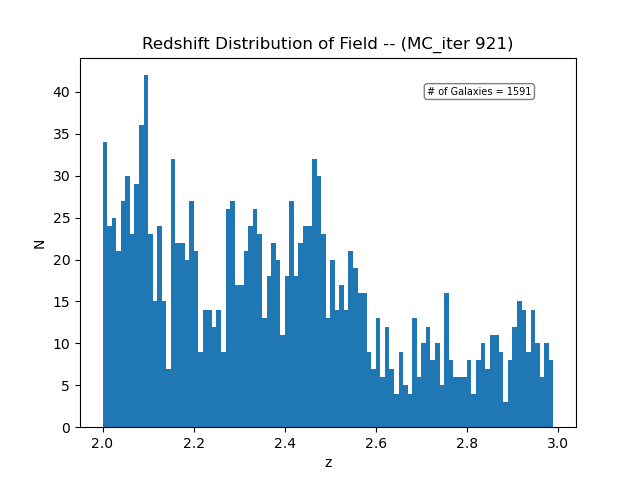 Redshift Distribution of Field -- (MC_iter 921)
# of Galaxies = 1591
N
40
35
30
25
20
15
10
5
0
2.0 2.2 2.4 2.6 2.8 3.0
z